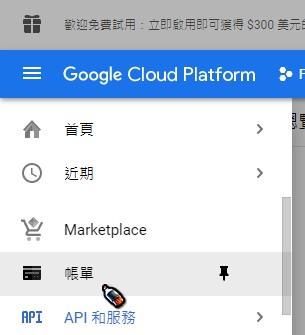 歡迎免費試用：立即啟用即可獲得 $300 美元的
Google Cloud Platform
首頁
近期
Marketplace
帳單
API API 和服務